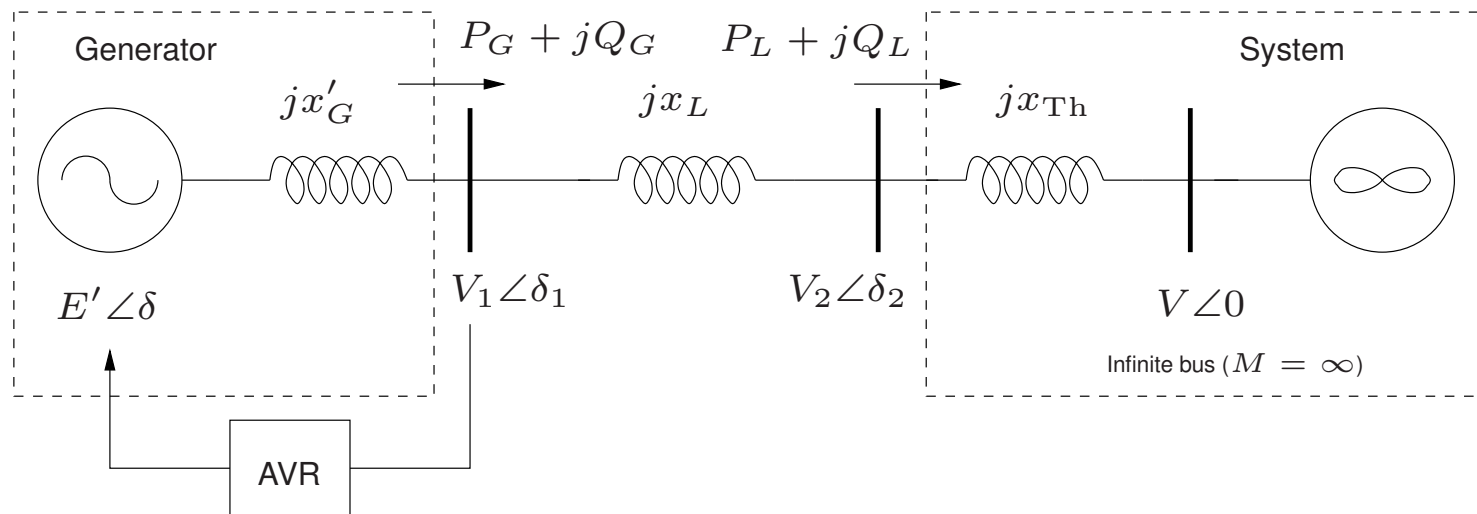 Generator
P_G + jQ_G
P_L + jQ_L
System
jx'_G
jx_L
jx_Th
E'∠δ
V_1∠δ_1
V_2∠δ_2
V∠0
Infinite bus (M = ∞)
AVR